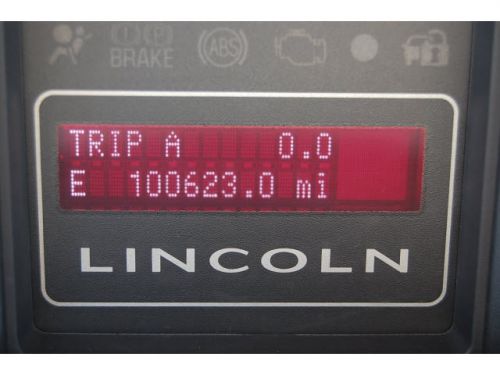 (!) (P)
BRAKE
(ABS)
TRIP A 0.0
E 100623.0 mi
LINCOLN